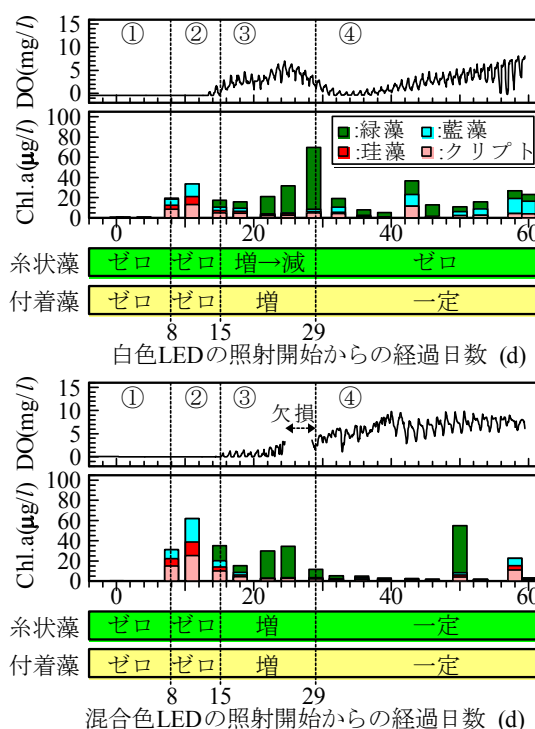 ① ② ③ ④
DO(mg/l)
15
10
5
0
Chl.a(μg/l)
100
80
60
40
20
0
■:緑藻 ■:藍藻
■:珪藻 ■:クリプト
0 20 40 60
糸状藻 ゼロ ゼロ 増→減 ゼロ
付着藻 ゼロ ゼロ 増 一定
8 15 29
白色LEDの照射開始からの経過日数 (d)
① ② ③ 欠損 ④
DO(mg/l)
15
10
5
0
Chl.a(μg/l)
100
80
60
40
20
0
0 20 40 60
糸状藻 ゼロ ゼロ 増 一定
付着藻 ゼロ ゼロ 増 一定
8 15 29
混合色LEDの照射開始からの経過日数 (d)